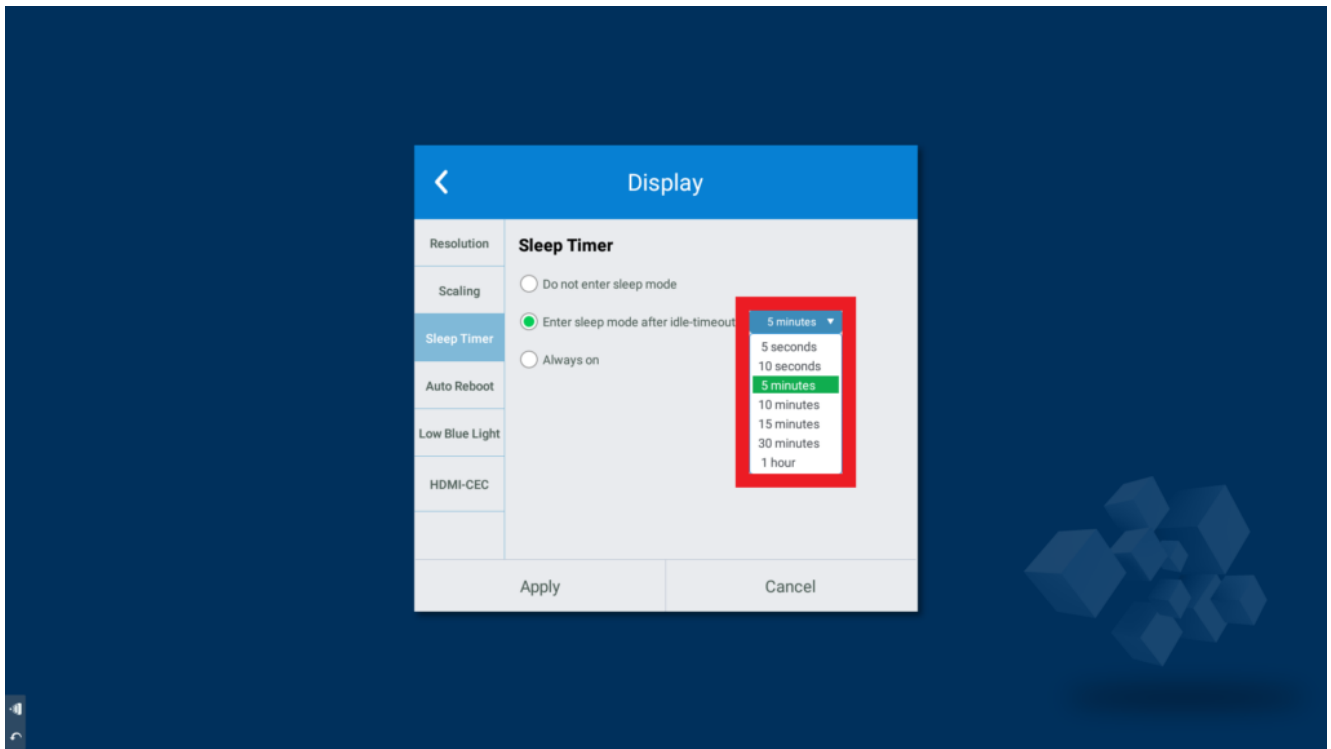 Display
Resolution
Scaling
Sleep Timer
Auto Reboot
Low Blue Light
HDMI-CEC
Sleep Timer
Do not enter sleep mode
Enter sleep mode after idle-timeout 5 minutes
Always on
5 seconds
10 seconds
5 minutes
10 minutes
15 minutes
30 minutes
1 hour
Apply Cancel